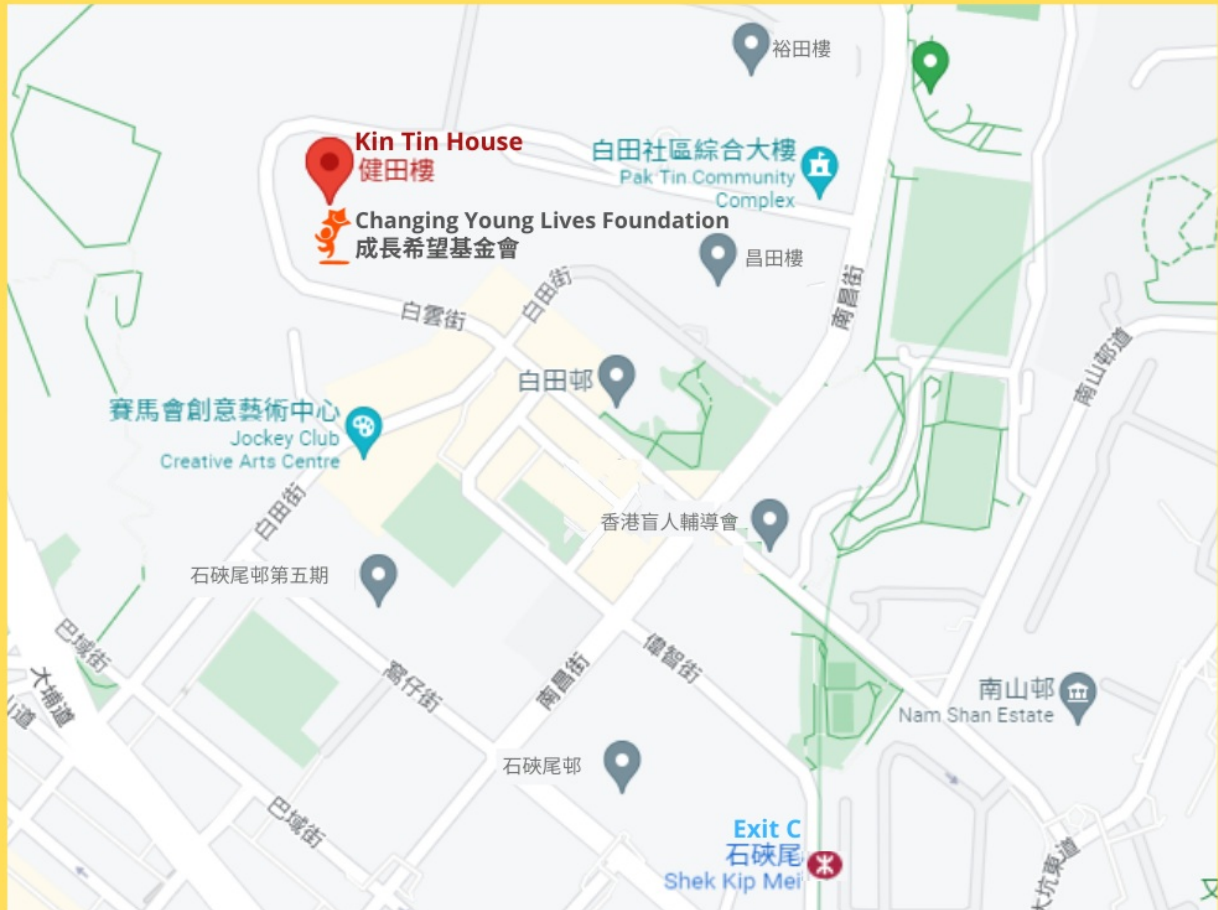 裕田樓
Kin Tin House
健田樓
白田社區綜合大樓
Pak Tin Community
Complex
Changing Young Lives Foundation
成長希望基金會
昌田樓
白田街
南昌街
白雲街
南山邨道
白田邨
賽馬會創意藝術中心
Jockey Club
Creative Arts Centre
白田街
香港盲人輔導會
石硤尾邨第五期
巴域街
大埔道
窩仔街
南昌街
偉智街
南山邨
Nam Shan Estate
石硤尾邨
巴域街
Exit C
石硤尾
Shek Kip Mei
大坑東道
又